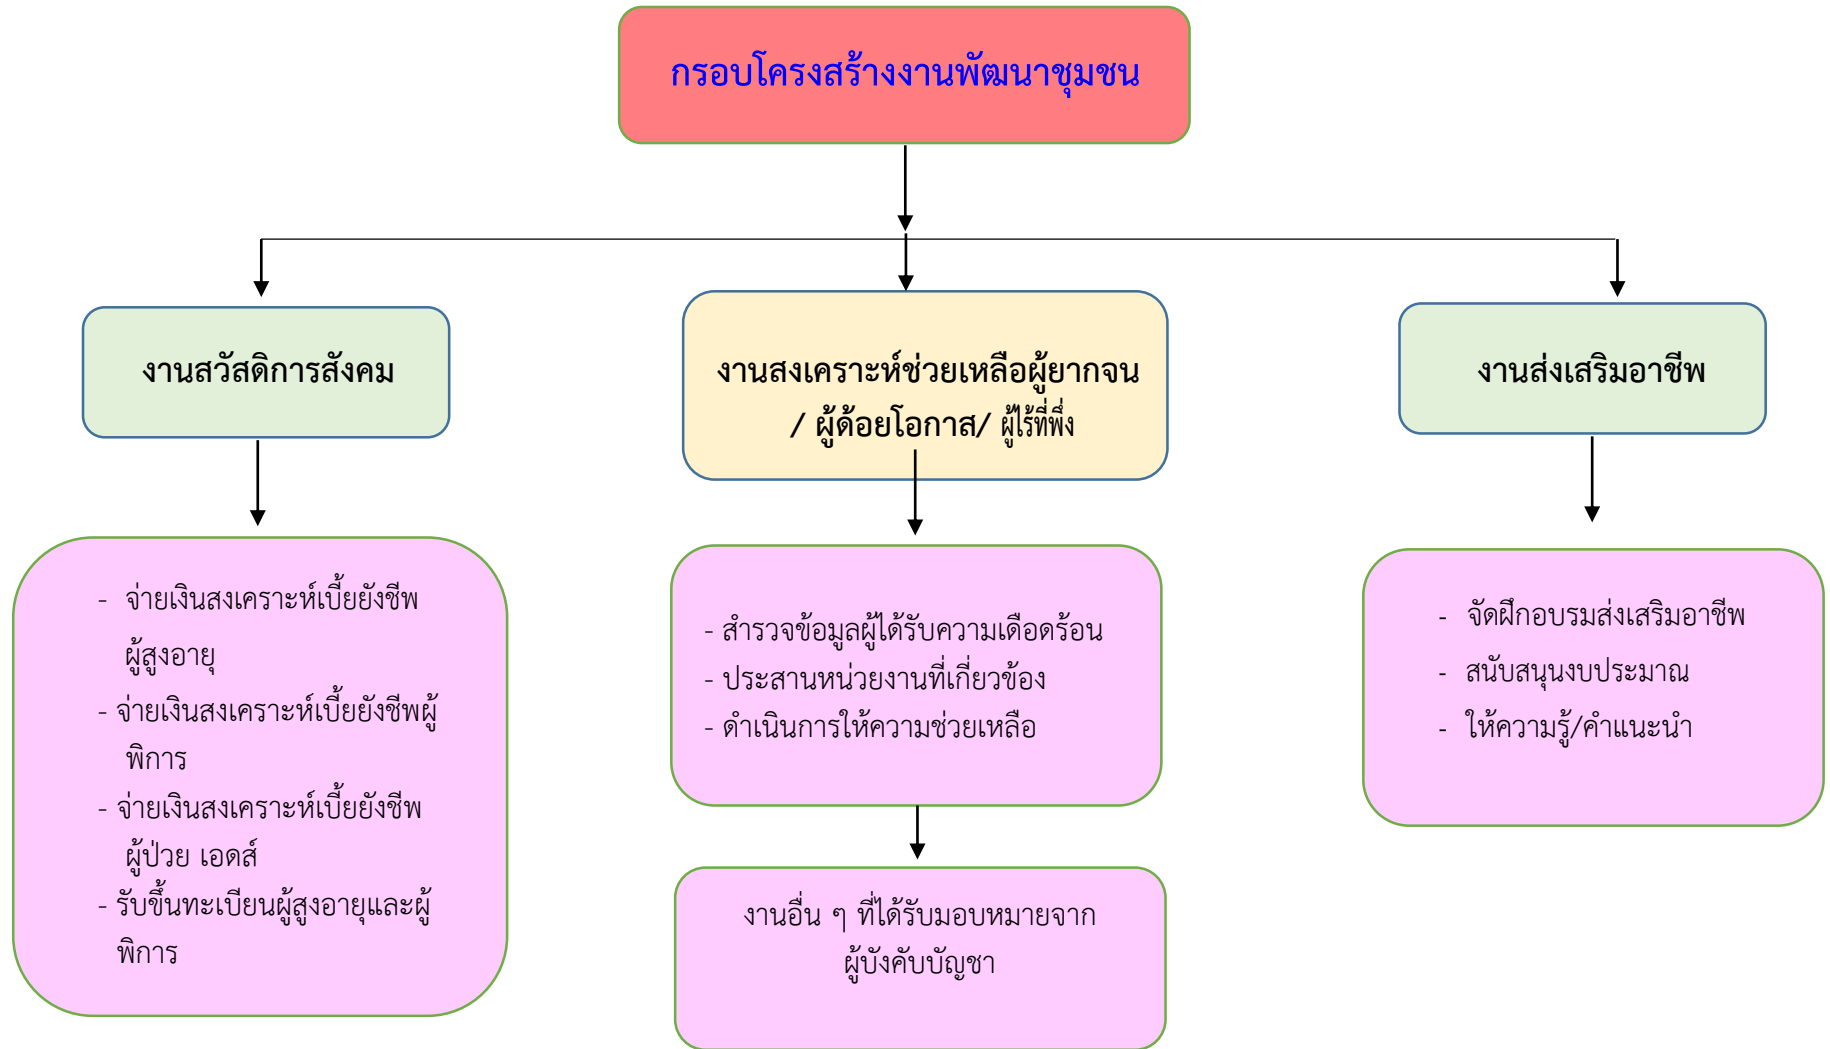 กรอบโครงสร้างงานพัฒนาชุมชน
งานสวัสดิการสังคม
งานสงเคราะห์ช่วยเหลือผู้ยากจน
/ ผู้ด้อยโอกาส/ ผู้ไร้ที่พึ่ง
งานส่งเสริมอาชีพ
- จ่ายเงินสงเคราะห์เบี้ยยังชีพ
ผู้สูงอายุ
- จ่ายเงินสงเคราะห์เบี้ยยังชีพผู้
พิการ
- จ่ายเงินสงเคราะห์เบี้ยยังชีพ
ผู้ป่วย เอดส์
- รับขึ้นทะเบียนผู้สูงอายุและผู้
พิการ
- สำรวจข้อมูลผู้ได้รับความเดือดร้อน
- ประสานหน่วยงานที่เกี่ยวข้อง
- ดำเนินการให้ความช่วยเหลือ
งานอื่น ๆ ที่ได้รับมอบหมายจาก
ผู้บังคับบัญชา
- จัดฝึกอบรมส่งเสริมอาชีพ
- สนับสนุนงบประมาณ
- ให้ความรู้/คำแนะนำ